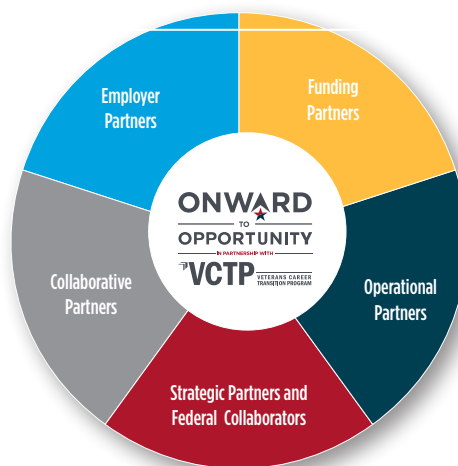 Employer
Partners
Funding
Partners
ONWARD
TO
OPPORTUNITY
IN PARTNERSHIP WITH
VCTP
VETERANS CAREER
TRANSITION PROGRAM
Collaborative
Partners
Operational
Partners
Strategic Partners and
Federal Collaborators